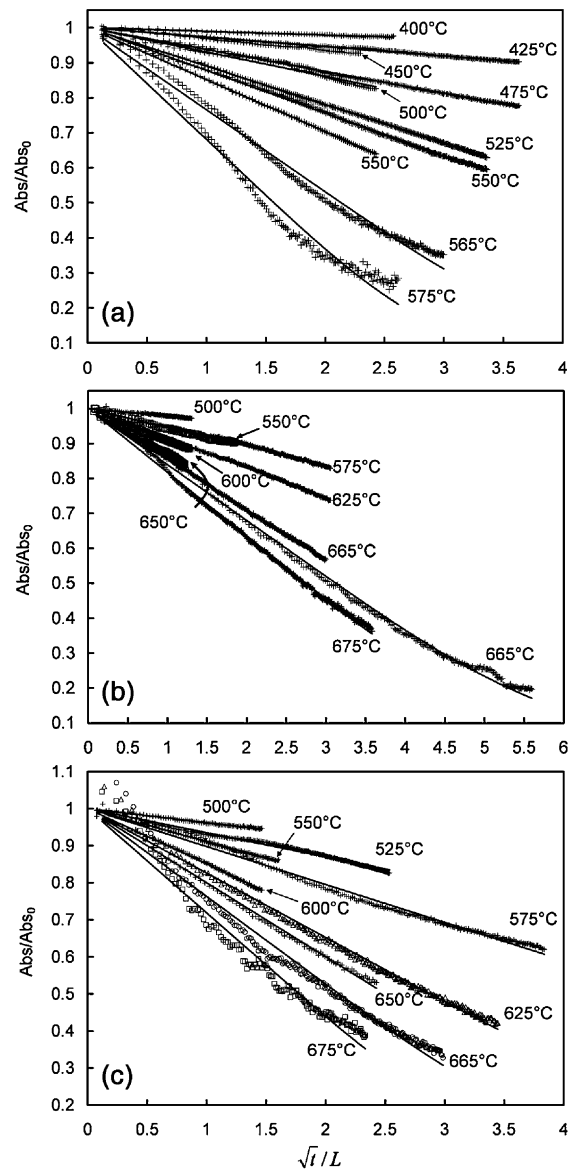 1
0.9
0.8
0.7
0.6
0.5
0.4
0.3
0.2
0.1
Abs/Abs0
400°C
425°C
450°C
475°C
500°C
525°C
550°C
550°C
565°C
575°C
(a)
0 0.5 1 1.5 2 2.5 3 3.5 4
1
0.9
0.8
0.7
0.6
0.5
0.4
0.3
0.2
0.1
Abs/Abs0
500°C
550°C
575°C
600°C
625°C
650°C
665°C
675°C
665°C
(b)
0 0.5 1 1.5 2 2.5 3 3.5 4 4.5 5 5.5 6
1.1
1
0.9
0.8
0.7
0.6
0.5
0.4
0.3
0.2
Abs/Abs0
500°C
550°C
525°C
600°C
575°C
650°C
625°C
675°C
665°C
(c)
0 0.5 1 1.5 2 2.5 3 3.5 4
√t / L